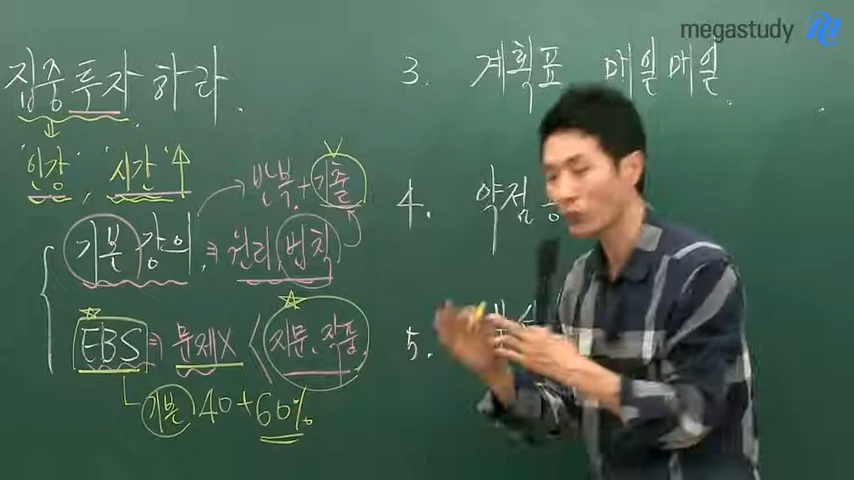 megastudy
집중투자 하라.
'인강', '시간'↑
반복+기출
기본 강의 ⇛ 원리, 법칙
EBS ⇛ 문제X < 지문, 작품.
기본 40+60%
3. 계획표 매일매일.
4. 약점
5.